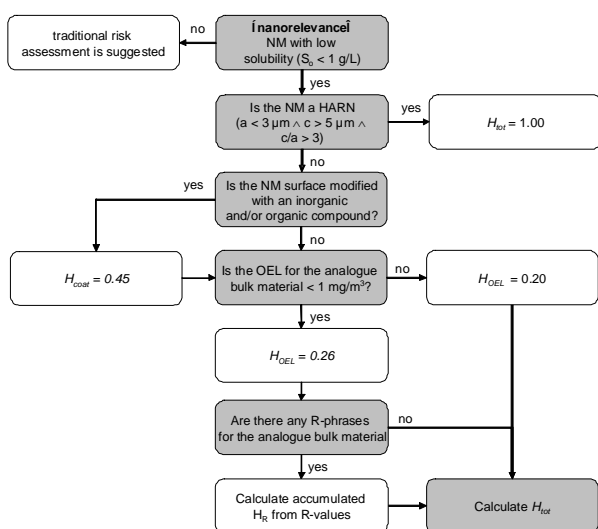 traditional risk
assessment is suggested
no
ÍnanorelevanceÎ
NM with low
solubility (So < 1 g/L)
yes
Is the NM a HARN
(a < 3 µm ∧ c > 5 µm ∧
c/a > 3)
yes
Htot = 1.00
no
yes
Is the NM surface modified
with an inorganic
and/or organic compound?
no
Hcoat = 0.45
Is the OEL for the analogue
bulk material < 1 mg/m³?
no
HOEL = 0.20
yes
HOEL = 0.26
Are there any R-phrases
for the analogue bulk material
no
yes
Calculate accumulated
HR from R-values
Calculate Htot